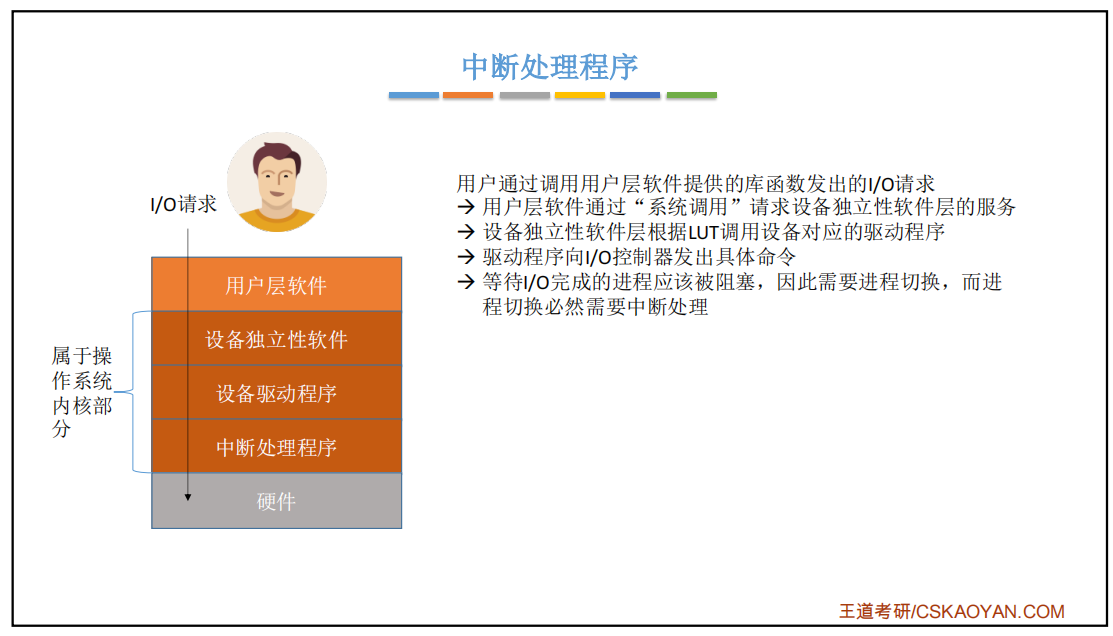 中断处理程序
I/O请求
用户通过调用用户层软件提供的库函数发出的I/O请求
→ 用户层软件通过“系统调用”请求设备独立性软件层的服务
→ 设备独立性软件层根据LUT调用设备对应的驱动程序
→ 驱动程序向I/O控制器发出具体命令
→ 等待I/O完成的进程应该被阻塞，因此需要进程切换，而进
程切换必然需要中断处理
用户层软件
设备独立性软件
设备驱动程序
中断处理程序
硬件
属于操
作系统
内核部
分
王道考研/CSKAOYAN.COM